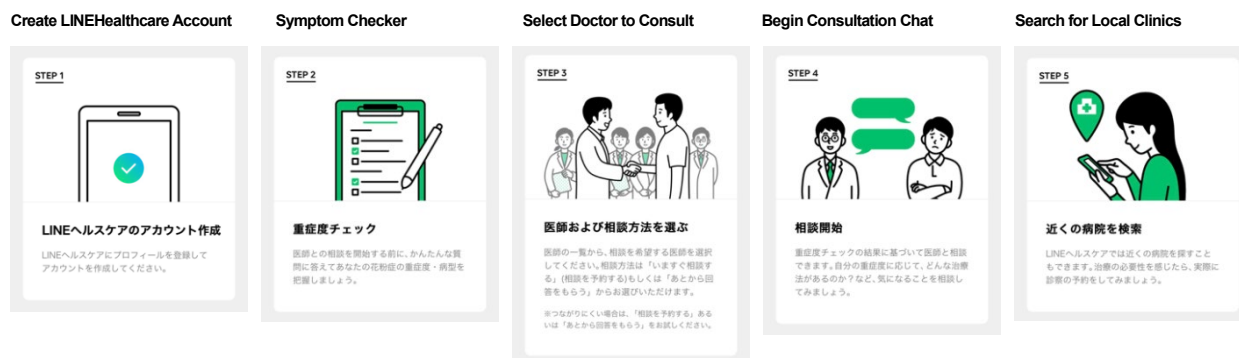 Create LINEHealthcare Account
Symptom Checker
Select Doctor to Consult
Begin Consultation Chat
Search for Local Clinics
STEP 1
LINEヘルスケアのアカウント作成
LINEヘルスケアにプロフィールを登録して
アカウントを作成してください。
STEP 2
重症度チェック
医師との相談を開始する前に、かんたんな質
問に答えてあなたの花粉症の重症度・病型を
把握しましょう。
STEP 3
医師および相談方法を選ぶ
医師の一覧から、相談を希望する医師を選択
してください。相談方法は「いますぐ相談す
る」(相談を予約する)もしくは「あとから回
答をもらう」からお選びいただけます。
※つながりにくい場合は、「相談を予約する」ある
いは「あとから回答をもらう」をお試しください。
STEP 4
相談開始
重症度チェックの結果に基づいて医師と相談
できます。自分の重症度に応じて、どんな治療
法があるのか？など、気になることを相談し
てみましょう。
STEP 5
近くの病院を検索
LINEヘルスケアでは近くの病院を探すこと
もできます。治療の必要性を感じたら、実際に
診察の予約をしてみましょう。